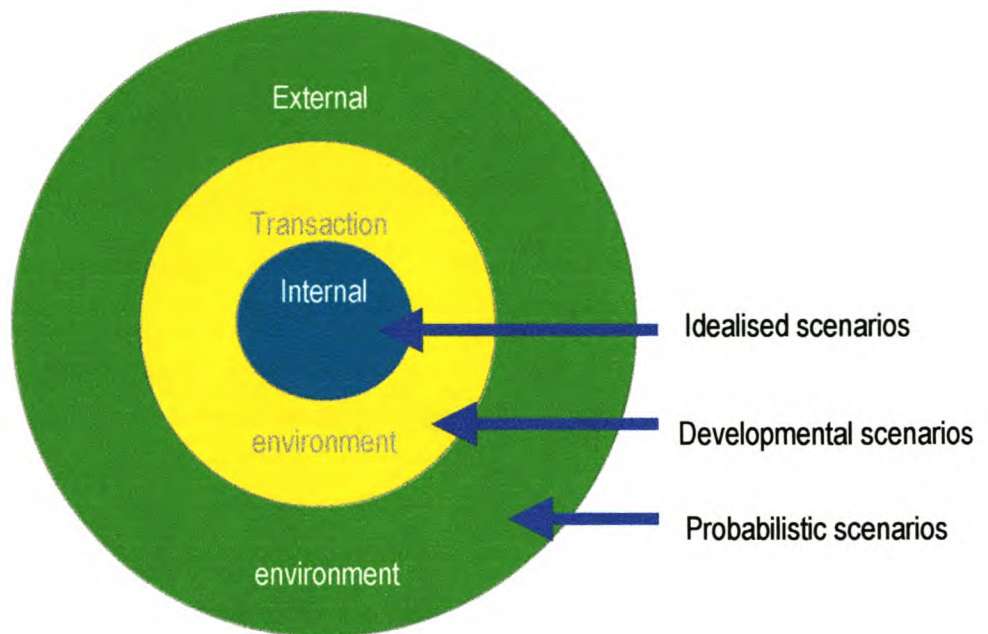 External
Transaction
Internal
Idealised scenarios
environment
Developmental scenarios
Probabilistic scenarios
environment